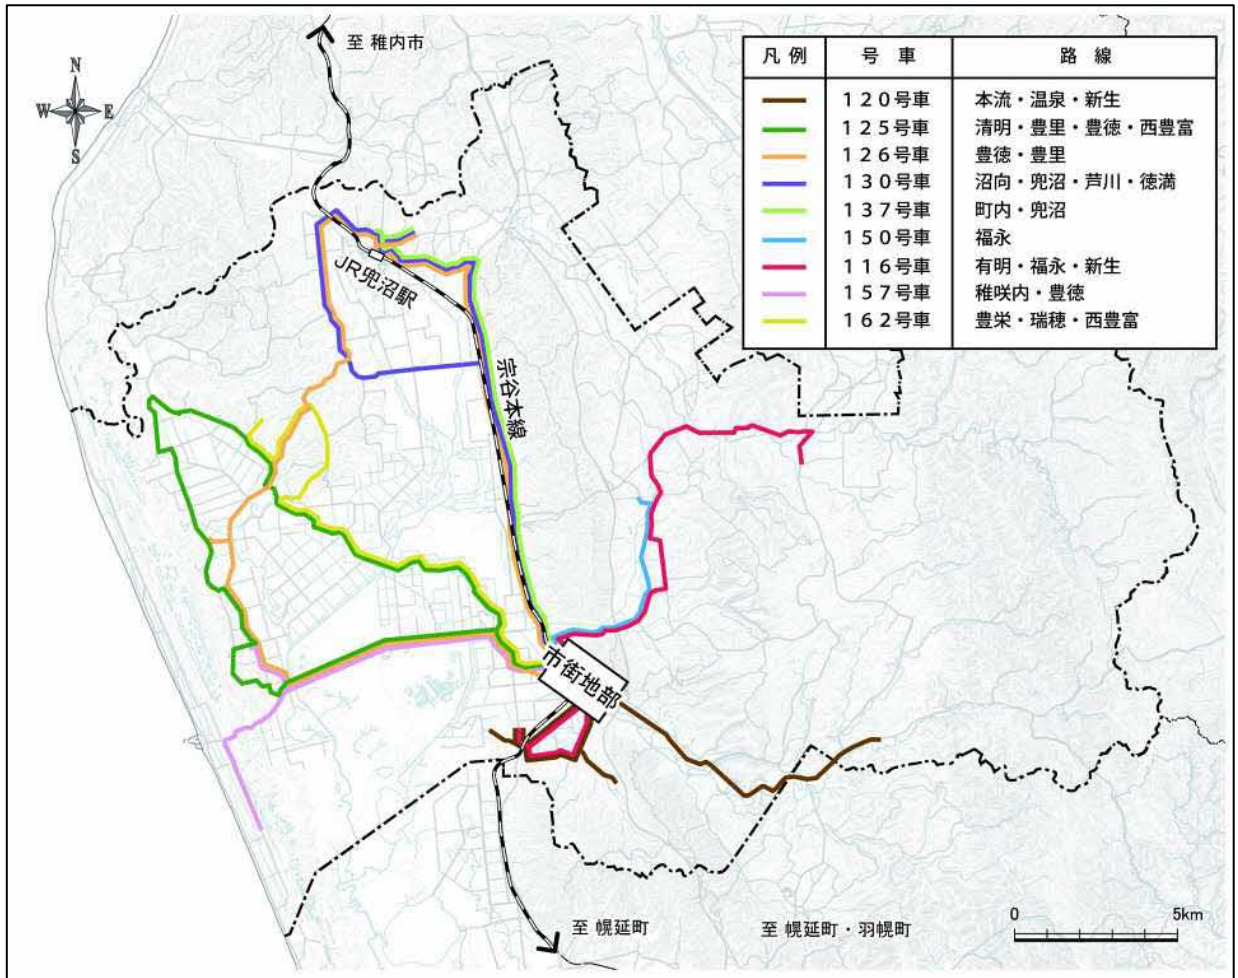 至 稚内市
N
W E
S
凡例 号車 路線
120号車 本流・温泉・新生
125号車 清明・豊里・豊徳・西豊富
126号車 豊徳・豊里
130号車 沼向・兜沼・芦川・徳満
137号車 町内・兜沼
150号車 福永
116号車 有明・福永・新生
157号車 稚咲内・豊徳
162号車 豊栄・瑞穂・西豊富
JR兜沼駅
宗谷本線
市街地部
至 幌延町
至 幌延町・羽幌町
0 5km